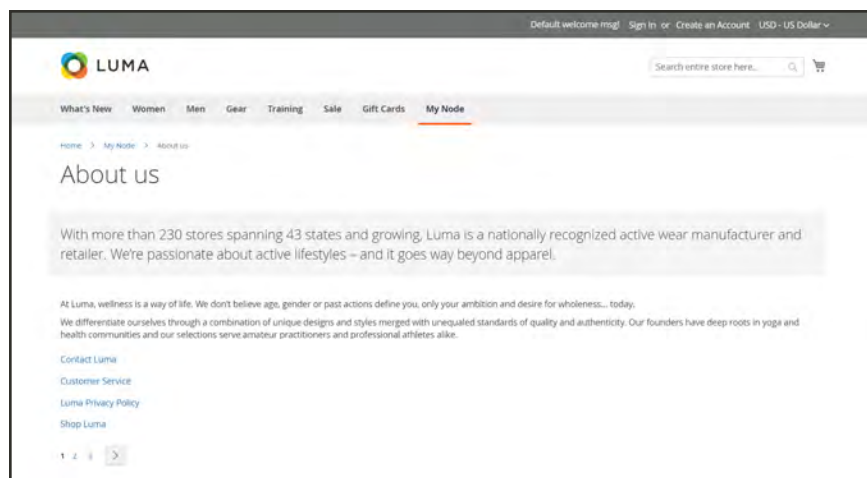 Default welcome msg! Sign In or Create an Account USD - US Dollar
LUMA
Search entire store here...
What's New Women Men Gear Training Sale Gift Cards My Node
Home > My Node > About us
About us
With more than 230 stores spanning 43 states and growing, Luma is a nationally recognized active wear manufacturer and
retailer. We're passionate about active lifestyles – and it goes way beyond apparel.
At Luma, wellness is a way of life. We don't believe age, gender or past actions define you, only your ambition and desire for wholeness... today.
We differentiate ourselves through a combination of unique designs and styles merged with unequaled standards of quality and authenticity. Our founders have deep roots in yoga and
health communities and our selections serve amateur practitioners and professional athletes alike.
Contact Luma
Customer Service
Luma Privacy Policy
Shop Luma
1 2